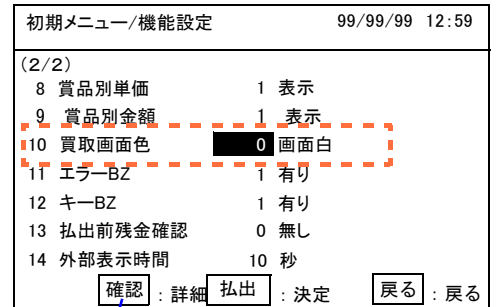 初期メニュー/機能設定 99/99/99 12:59
(2/2)
8 賞品別単価 1 表示
9 賞品別金額 1 表示
10 買取画面色 0 画面白
11 エラーBZ 1 有り
12 キーBZ 1 有り
13 払出前残金確認 0 無し
14 外部表示時間 10 秒
確認 : 詳細 払出 : 決定 戻る : 戻る